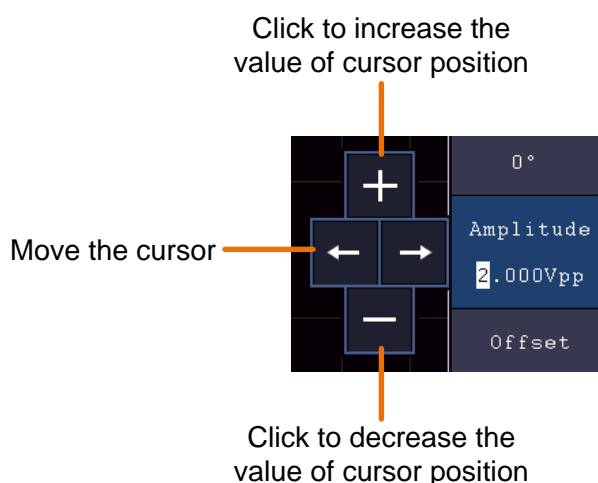 Click to increase the
value of cursor position
0°
Move the cursor
Amplitude
2.000Vpp
Offset
Click to decrease the
value of cursor position